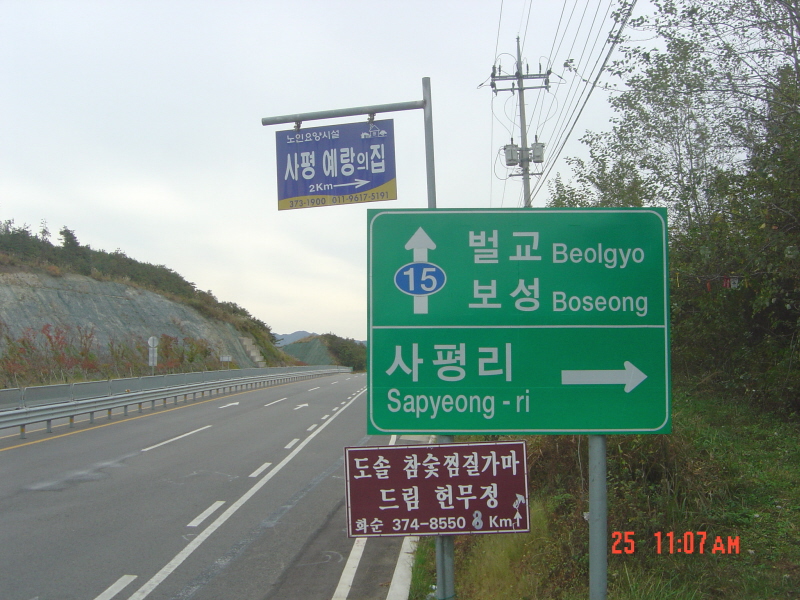 노인요양시설
사평 예랑의집
2Km
373-1900 011-9617-5191
15
벌교 Beolgyo
보성 Boseong
사평리
Sapyeong-ri
도솔 참숯찜질가마
드림 헌무정
화순 374-8550 8 Km
25 11:07AM